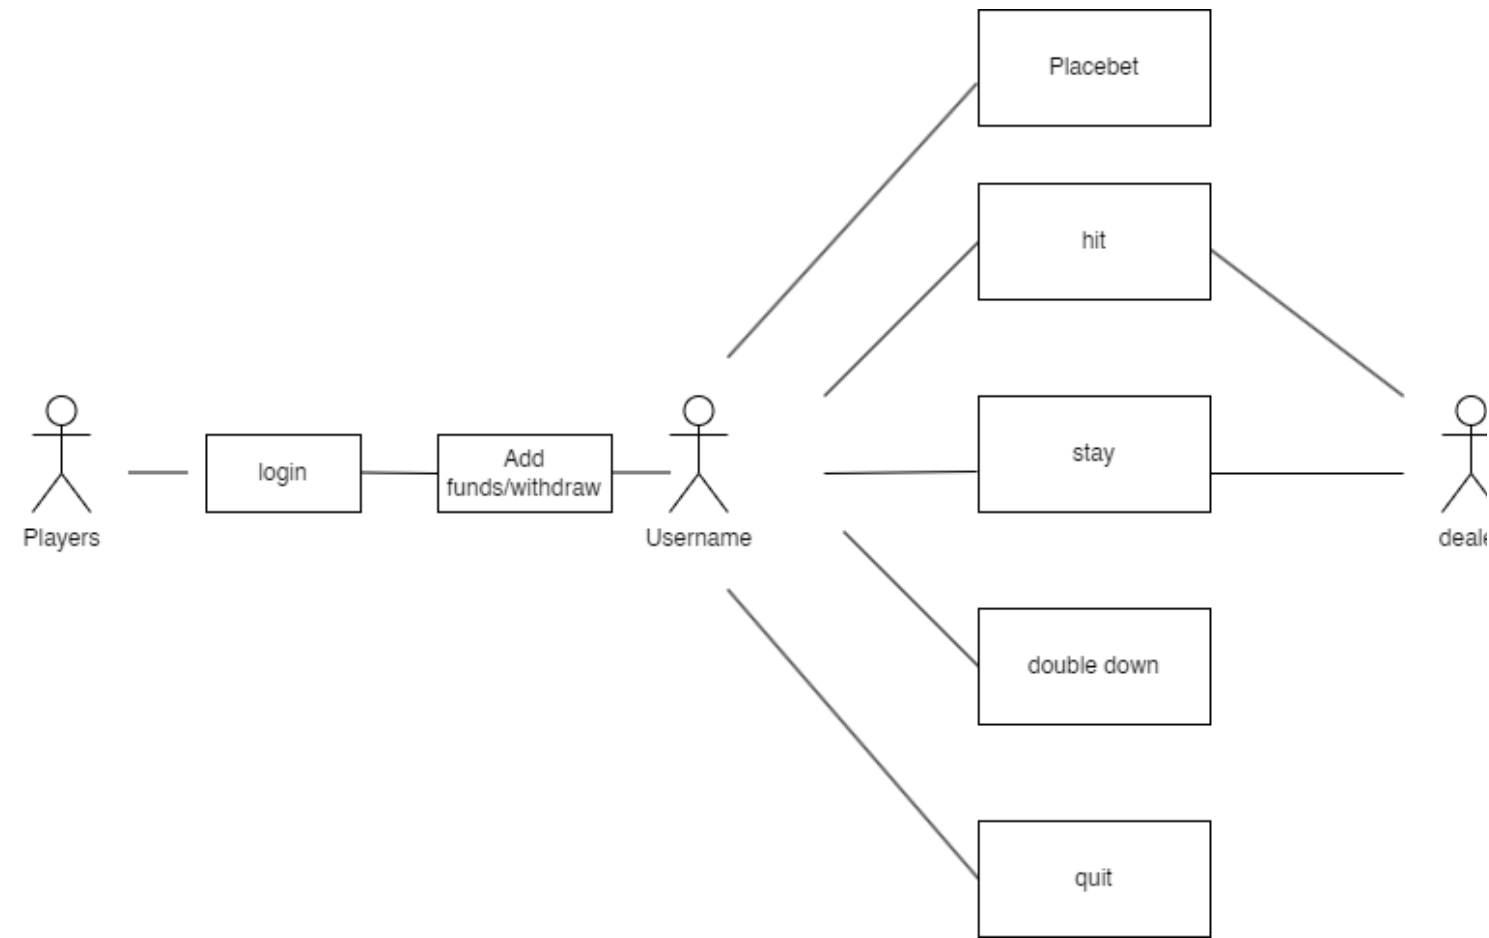 Placebet
hit
Players
login
Add
funds/withdraw
Username
stay
double down
quit